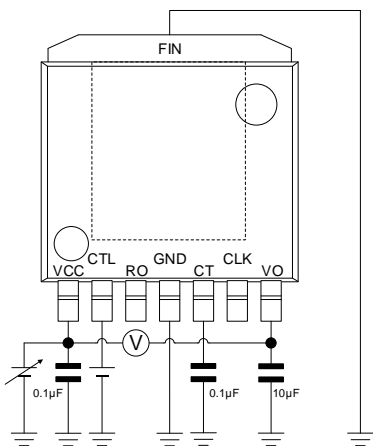 FIN
VCC CTL RO GND CT CLK VO
V
0.1μF 0.1μF 10μF